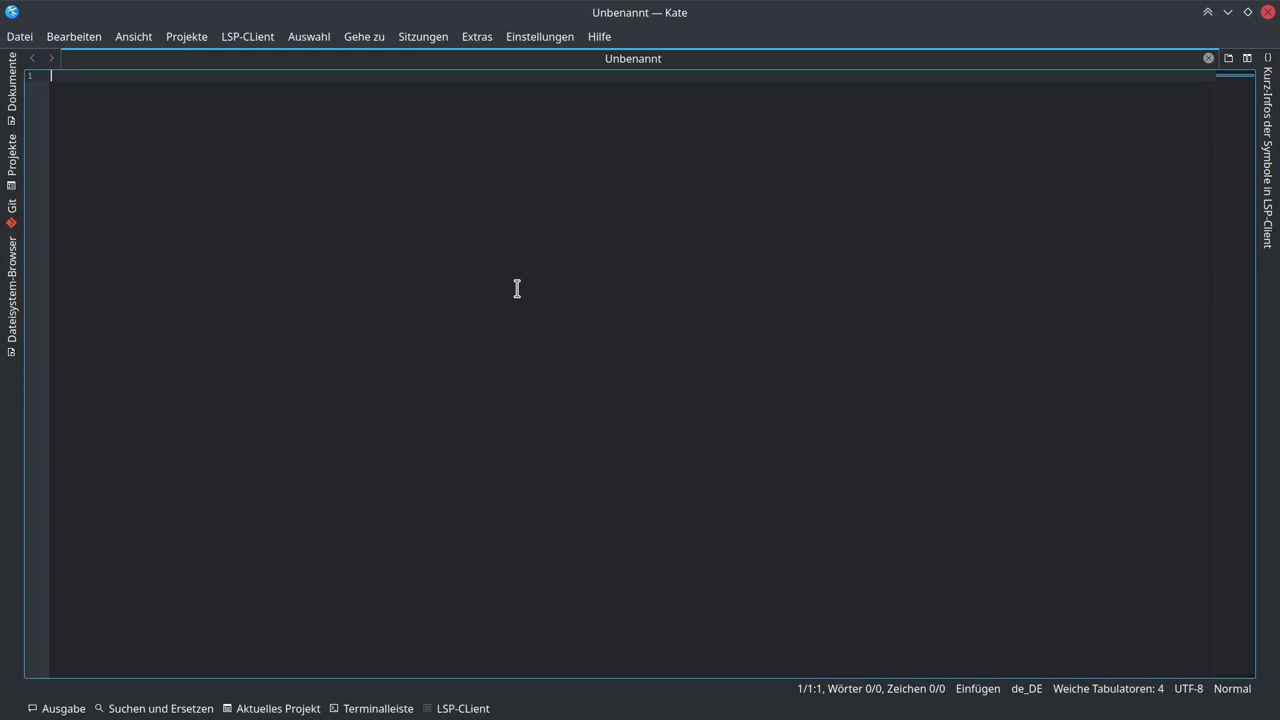 Unbenannt — Kate
Datei Bearbeiten Ansicht Projekte LSP-CLient Auswahl Gehe zu Sitzungen Extras Einstellungen Hilfe
Unbenannt
1
Dokumente
Projekte
Git
Dateisystem-Browser
Kurz-Infos der Symbole in LSP-Client
1/1:1, Wörter 0/0, Zeichen 0/0 Einfügen de_DE Weiche Tabulatoren: 4 UTF-8 Normal
Ausgabe Suchen und Ersetzen Aktuelles Projekt Terminalleiste LSP-CLient